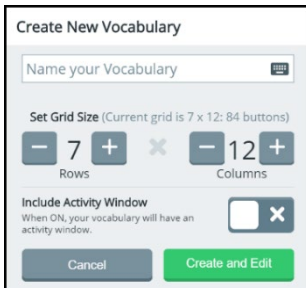 Create New Vocabulary
Name your Vocabulary
Set Grid Size (Current grid is 7 x 12: 84 buttons)
− 7 + × − 12 +
Rows Columns
Include Activity Window
When ON, your vocabulary will have an
activity window.
Cancel Create and Edit